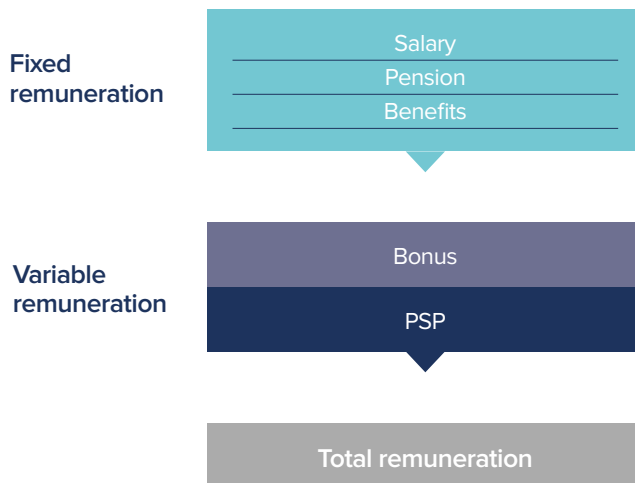 Fixed
remuneration
Salary
Pension
Benefits
Variable
remuneration
Bonus
PSP
Total remuneration